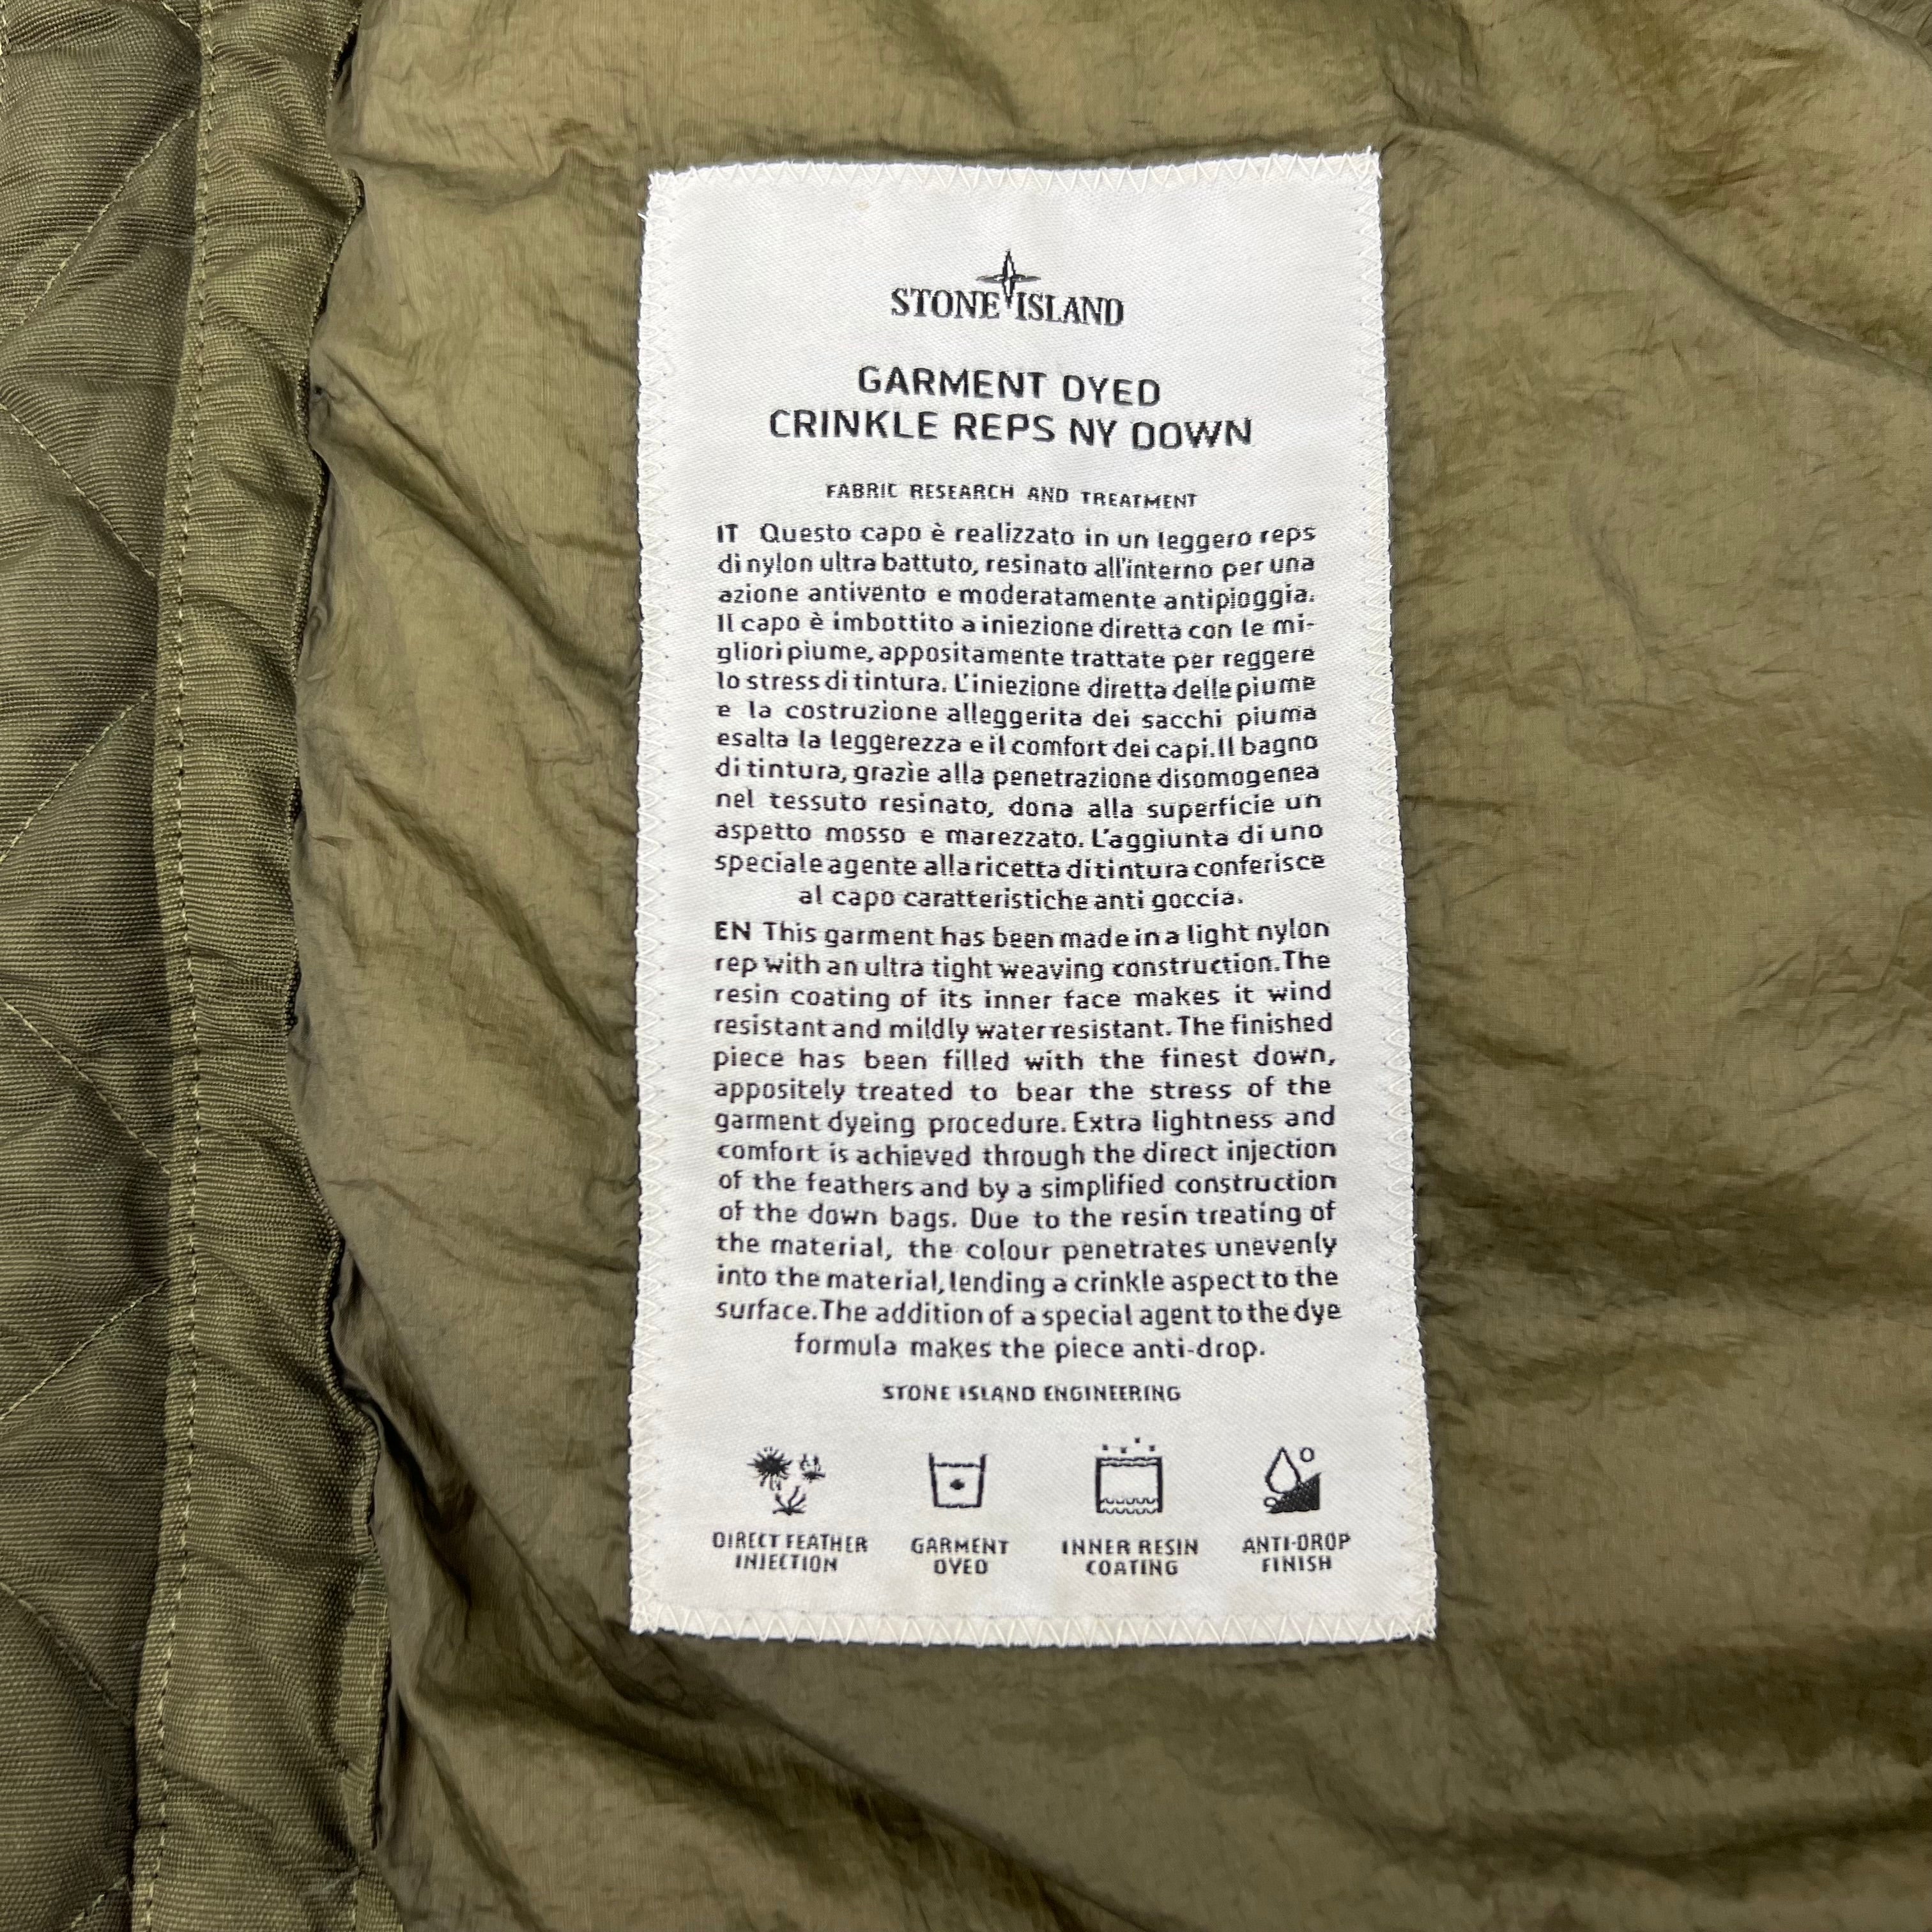 STONE ISLAND
GARMENT DYED
CRINKLE REPS NY DOWN
FABRIC RESEARCH AND TREATMENT
IT Questo capo è realizzato in un leggero reps
di nylon ultra battuto, resinato all'interno per una
azione antivento e moderatamente antipioggia.
Il capo è imbottito a iniezione diretta con le mi-
gliori piume, appositamente trattate per reggere
lo stress di tintura. L'iniezione diretta delle piume
e la costruzione alleggerita dei sacchi piuma
esalta la leggerezza e il comfort dei capi. Il bagno
di tintura, grazie alla penetrazione disomogenea
nel tessuto resinato, dona alla superficie un
aspetto mosso e marezzato. L'aggiunta di uno
speciale agente alla ricetta di tintura conferisce
al capo caratteristiche anti goccia.
EN This garment has been made in a light nylon
rep with an ultra tight weaving construction. The
resin coating of its inner face makes it wind
resistant and mildly water resistant. The finished
piece has been filled with the finest down,
appositely treated to bear the stress of the
garment dyeing procedure. Extra lightness and
comfort is achieved through the direct injection
of the feathers and by a simplified construction
of the down bags. Due to the resin treating of
the material, the colour penetrates unevenly
into the material, lending a crinkle aspect to the
surface. The addition of a special agent to the dye
formula makes the piece anti-drop.
STONE ISLAND ENGINEERING
DIRECT FEATHER INJECTION
GARMENT DYED
INNER RESIN COATING
ANTI-DROP FINISH